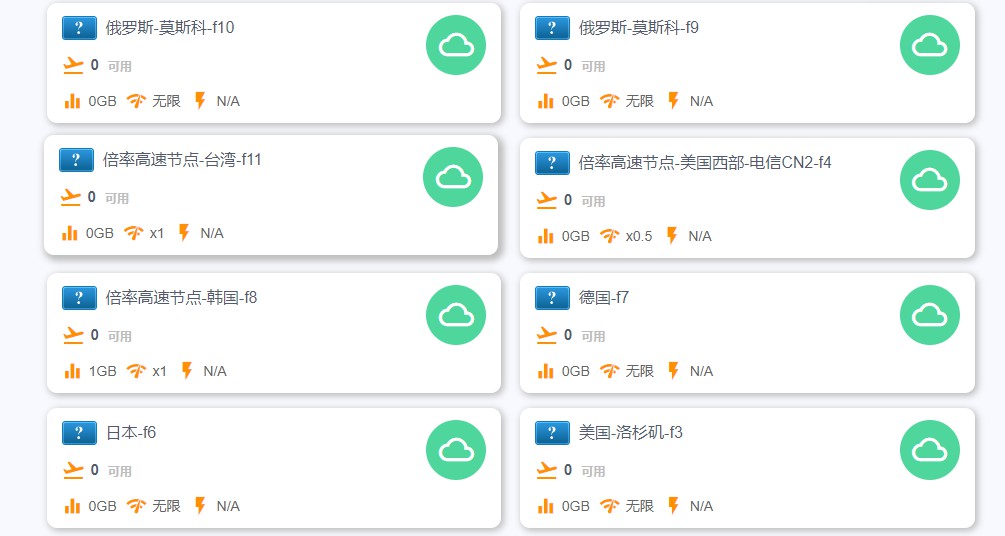 ? 俄罗斯-莫斯科-f10
0 可用
0GB 无限 N/A
? 俄罗斯-莫斯科-f9
0 可用
0GB 无限 N/A
? 倍率高速节点-台湾-f11
0 可用
0GB x1 N/A
? 倍率高速节点-美国西部-电信CN2-f4
0 可用
0GB x0.5 N/A
? 倍率高速节点-韩国-f8
0 可用
1GB x1 N/A
? 德国-f7
0 可用
0GB 无限 N/A
? 日本-f6
0 可用
0GB 无限 N/A
? 美国-洛杉矶-f3
0 可用
0GB 无限 N/A